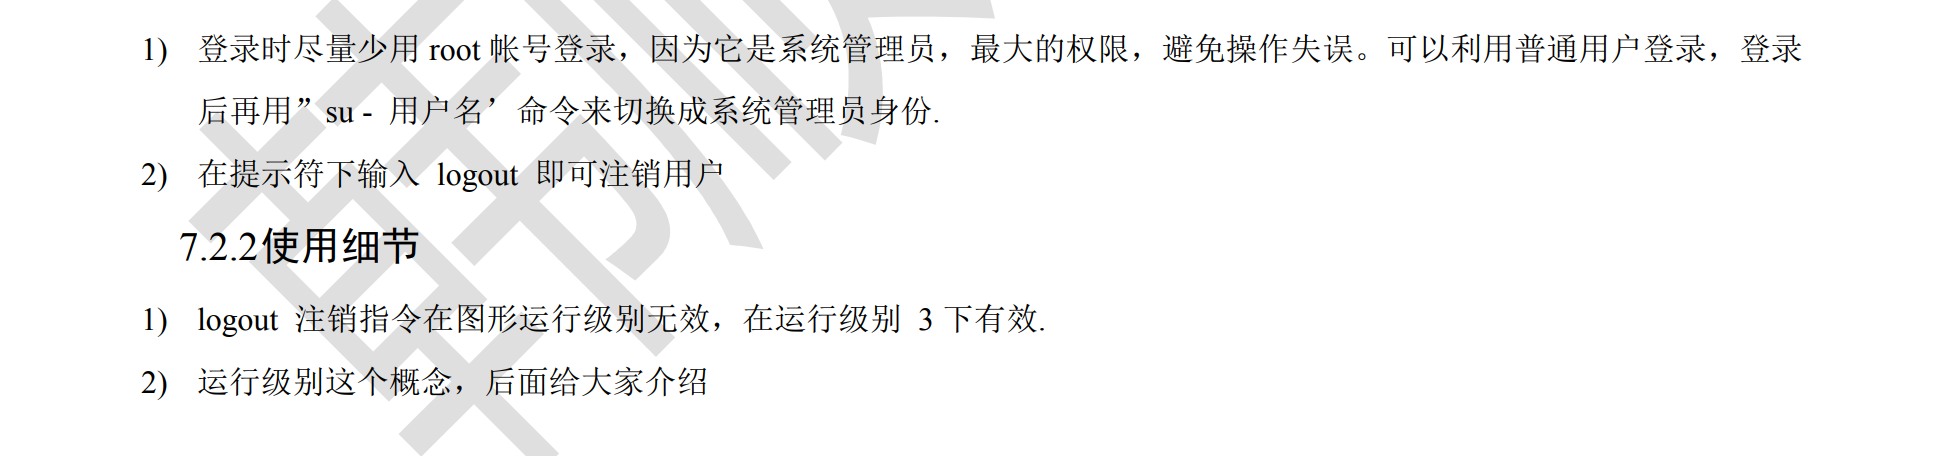 1) 登录时尽量少用 root 帐号登录，因为它是系统管理员，最大的权限，避免操作失误。可以利用普通用户登录，登录
后再用”su - 用户名’命令来切换成系统管理员身份.
2) 在提示符下输入 logout 即可注销用户
7.2.2使用细节
1) logout 注销指令在图形运行级别无效，在运行级别 3 下有效.
2) 运行级别这个概念，后面给大家介绍